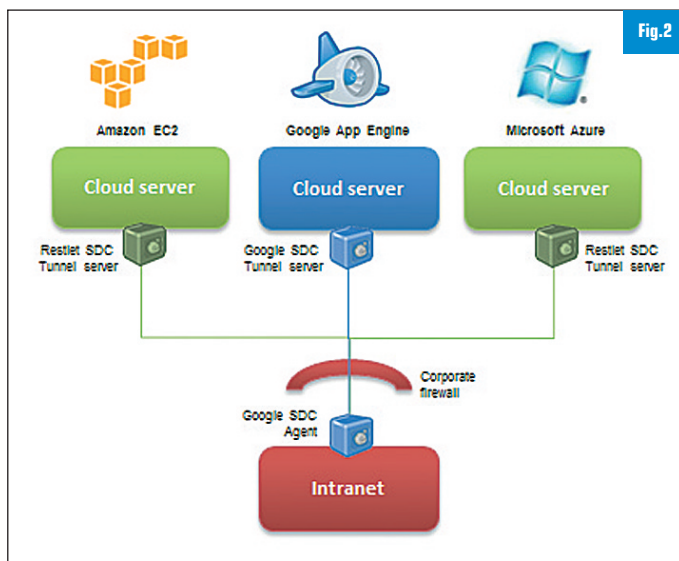 Fig.2
Amazon EC2
Google App Engine
Microsoft Azure
Cloud server
Cloud server
Cloud server
Restlet SDC
Tunnel server
Google SDC
Tunnel server
Restlet SDC
Tunnel server
Corporate
firewall
Google SDC
Agent
Intranet